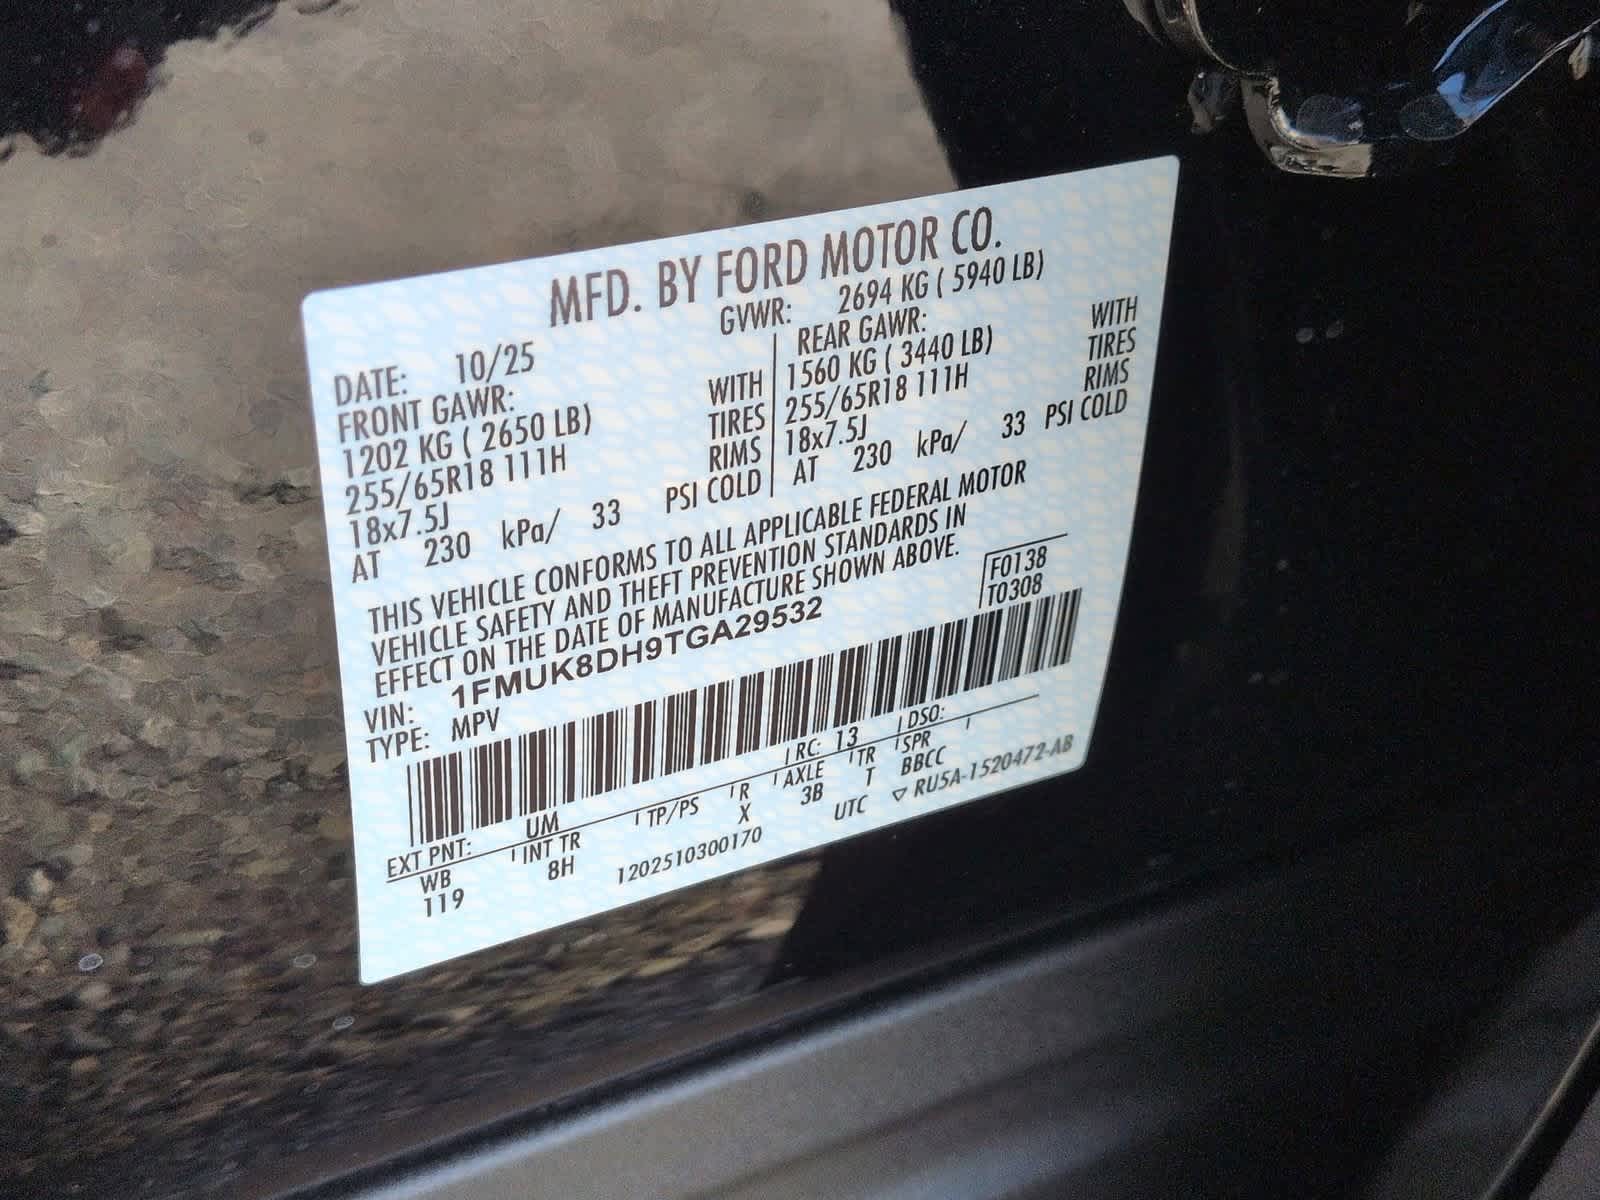 MFD. BY FORD MOTOR CO.
DATE: 10/25 GVWR: 2694 KG ( 5940 LB)
FRONT GAWR: REAR GAWR:
1202 KG ( 2650 LB) WITH 1560 KG ( 3440 LB) WITH
255/65R18 111H TIRES 255/65R18 111H TIRES
18x7.5J RIMS 18x7.5J RIMS
AT 230 kPa/ 33 PSI COLD AT 230 kPa/ 33 PSI COLD
THIS VEHICLE CONFORMS TO ALL APPLICABLE FEDERAL MOTOR
VEHICLE SAFETY AND THEFT PREVENTION STANDARDS IN
EFFECT ON THE DATE OF MANUFACTURE SHOWN ABOVE.
F0138
T0308
VIN: 1FMUK8DH9TGA29532
TYPE: MPV
EXT PNT: UM RC: 13 DSO:
WB INT TR TP/PS R AXLE TR SPR
119 8H X 3B T BBCC
1202510300170 UTC ▽ RU5A-1520472-AB